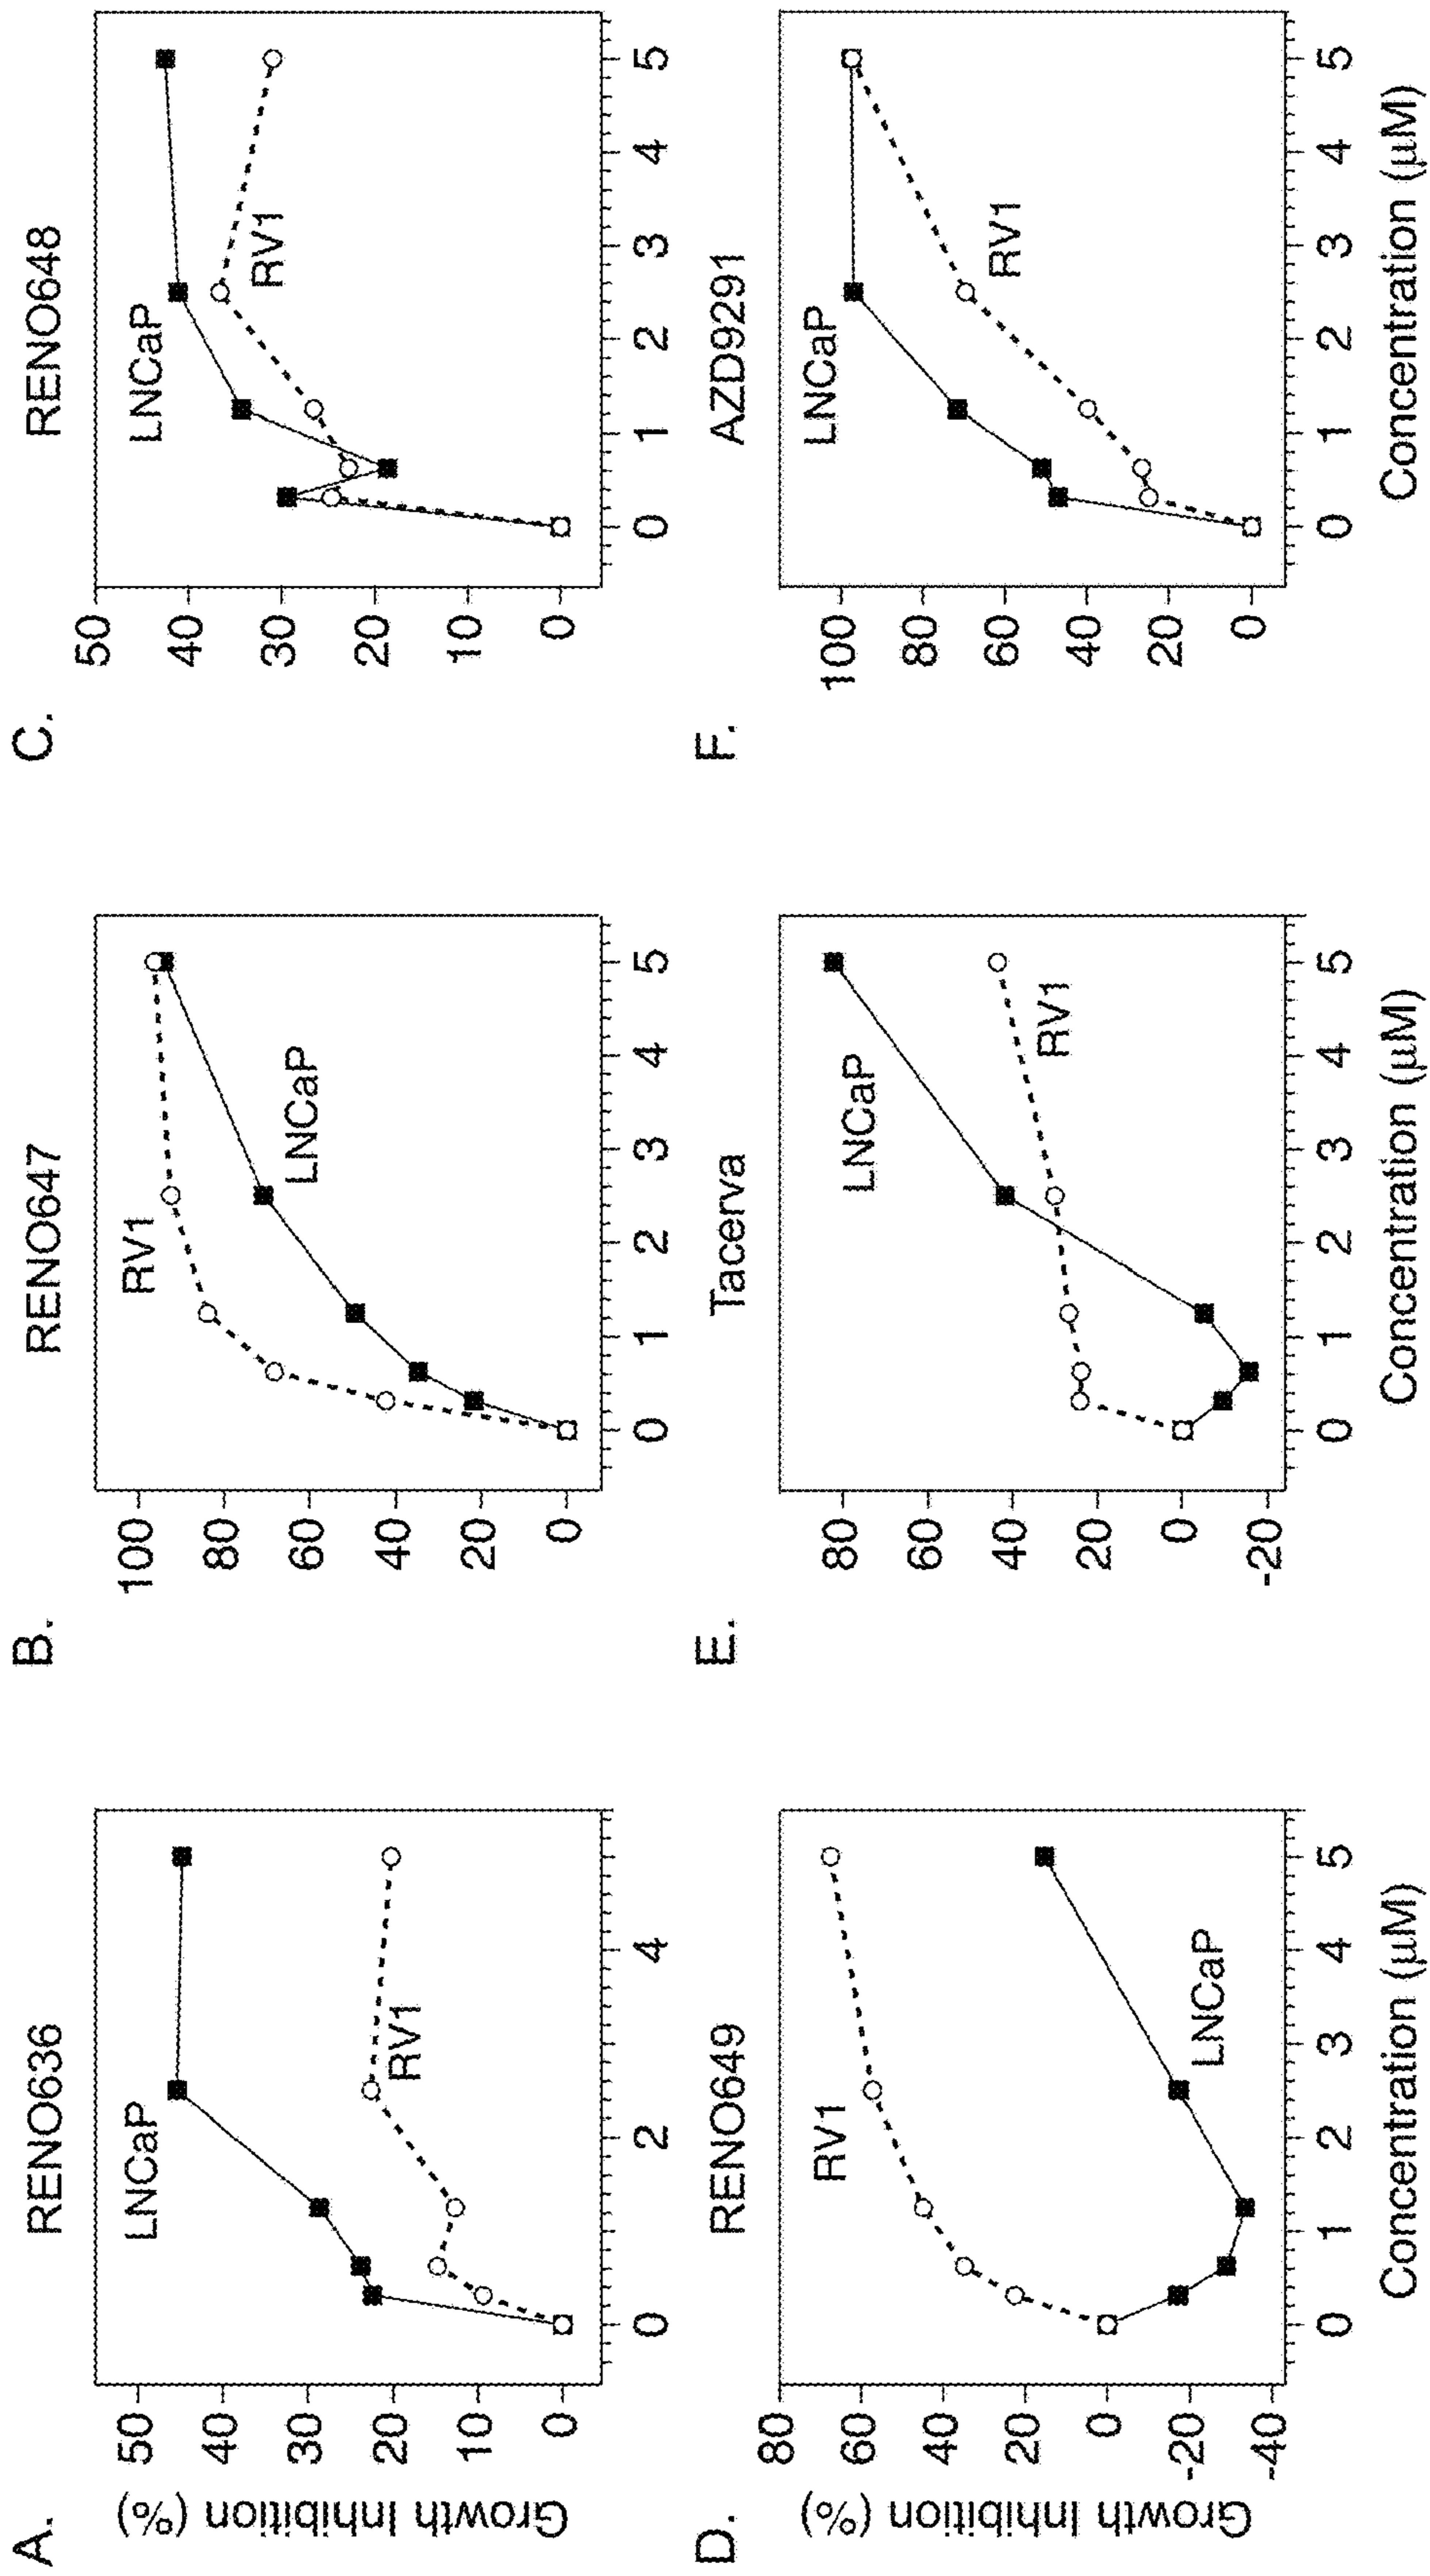 A.
RENO636
Growth Inhibition (%)
50
40
30
20
10
0
LNCaP
RV1
0
2
4
B.
RENO647
100
80
60
40
20
0
RV1
LNCaP
0
1
2
3
4
5
C.
RENO648
50
40
30
20
10
0
LNCaP
RV1
0
1
2
3
4
5
D.
RENO649
Growth Inhibition (%)
80
60
40
20
0
-20
-40
RV1
LNCaP
0
1
2
3
4
5
Concentration (μM)
E.
Tacerva
80
60
40
20
0
-20
LNCaP
RV1
0
1
2
3
4
5
Concentration (μM)
F.
AZD9291
100
80
60
40
20
0
LNCaP
RV1
0
1
2
3
4
5
Concentration (μM)